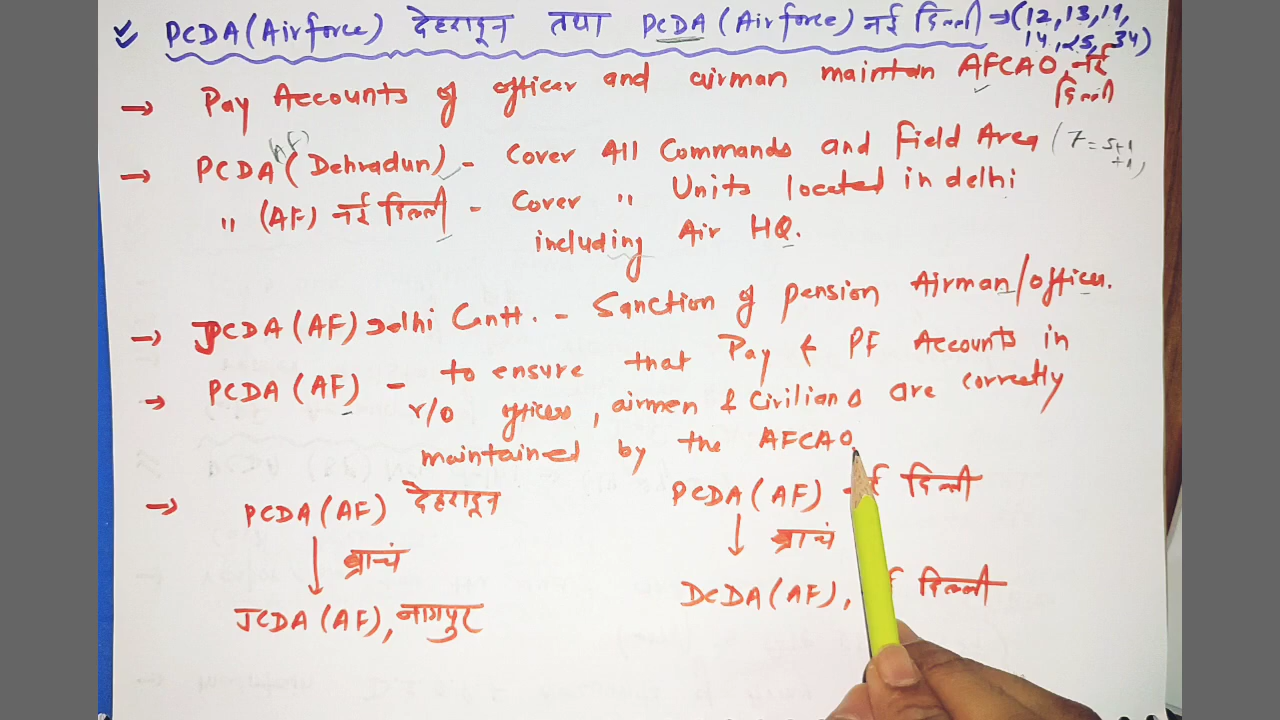 PCDA (Airforce) देहरादून तथा PCDA (Airforce) नई दिल्ली → (12, 13, 19,
14, 25, 34)
→ Pay Accounts of officer and airman maintain AFCAO, नई
दिल्ली
→ PCDA (AF) (Dehradun) - Cover All Commands and field Area (7 = 5+1
+1)
" (AF) नई दिल्ली - Cover " Units located in delhi
including Air HQ.
→ JCDA (AF) Delhi Cantt. - Sanction of pension Airman/officer.
→ PCDA (AF) - to ensure that Pay & PF Accounts in
r/o officers, airmen & Civilians are correctly
maintained by the AFCAO
→ PCDA (AF) देहरादून PCDA (AF) नई दिल्ली
↓ ब्रांच ↓ ब्रांच
JCDA (AF), नागपुर DCDA (AF), दिल्ली